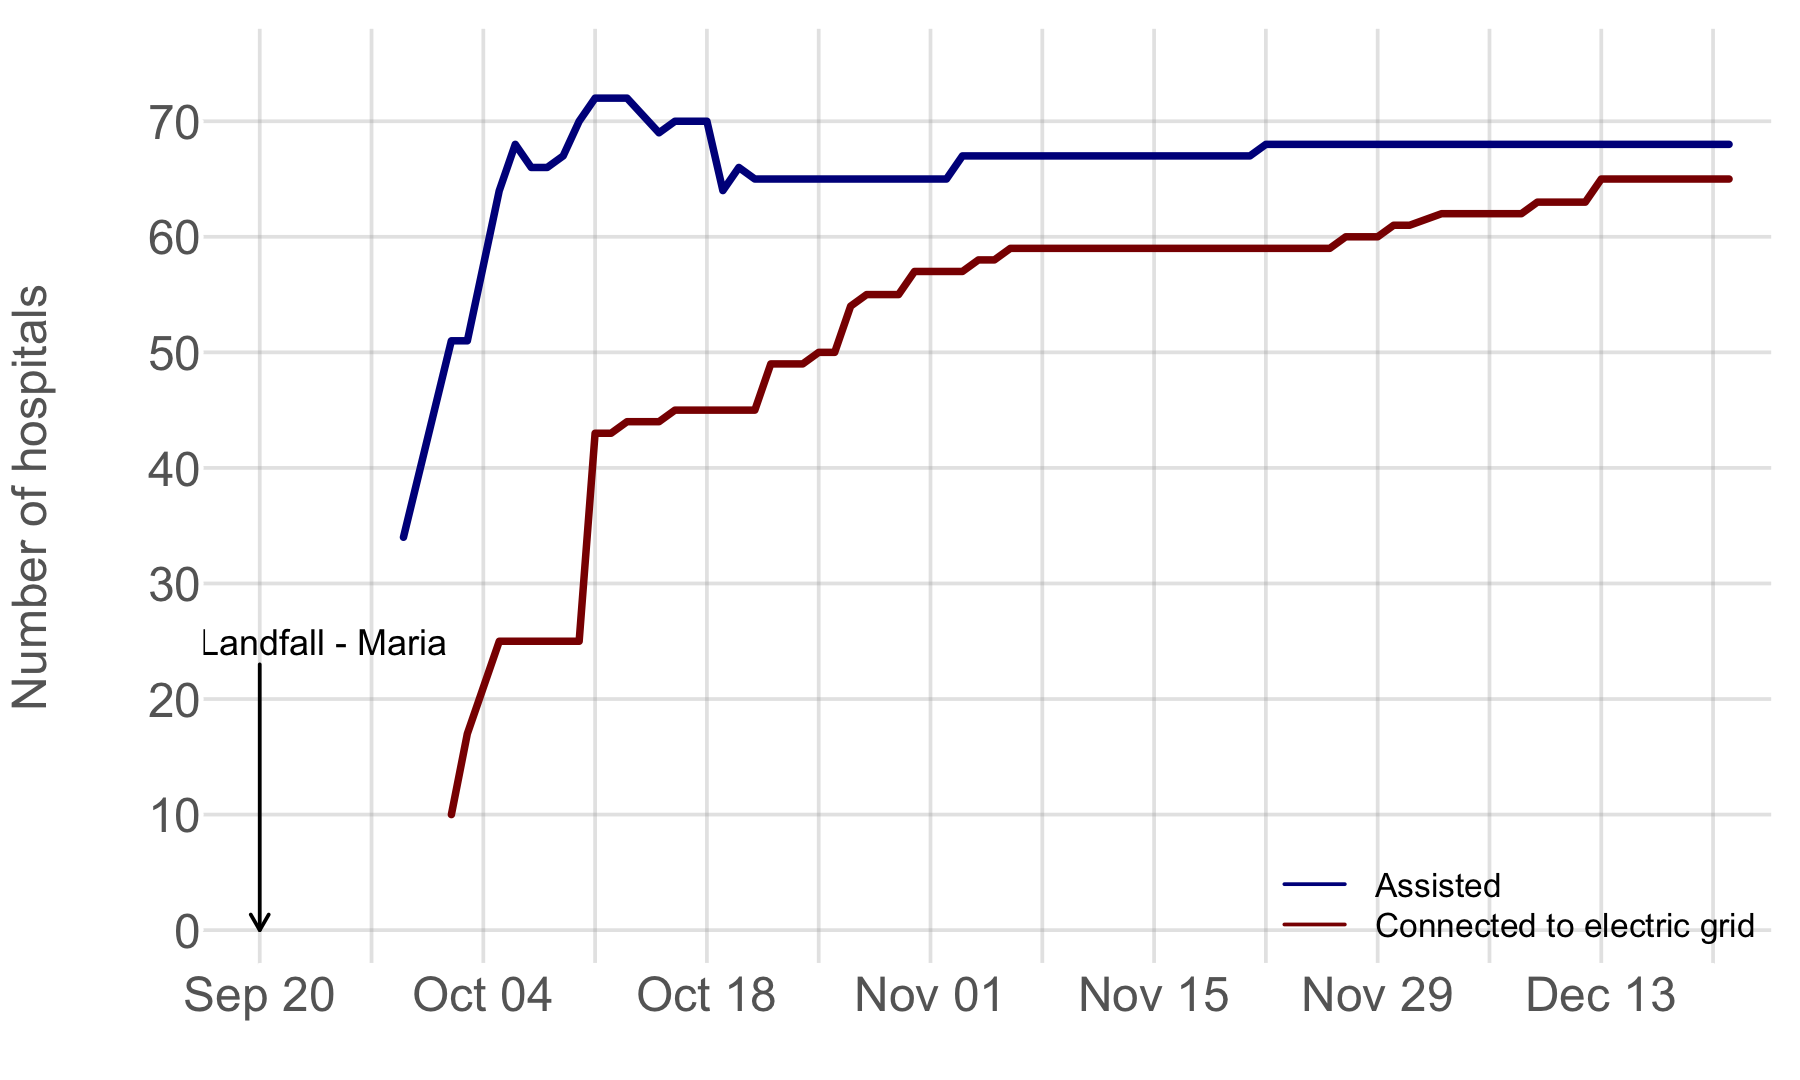 Number of hospitals
70
60
50
40
30
20
10
0
Landfall - Maria
Assisted
Connected to electric grid
Sep 20 Oct 04 Oct 18 Nov 01 Nov 15 Nov 29 Dec 13